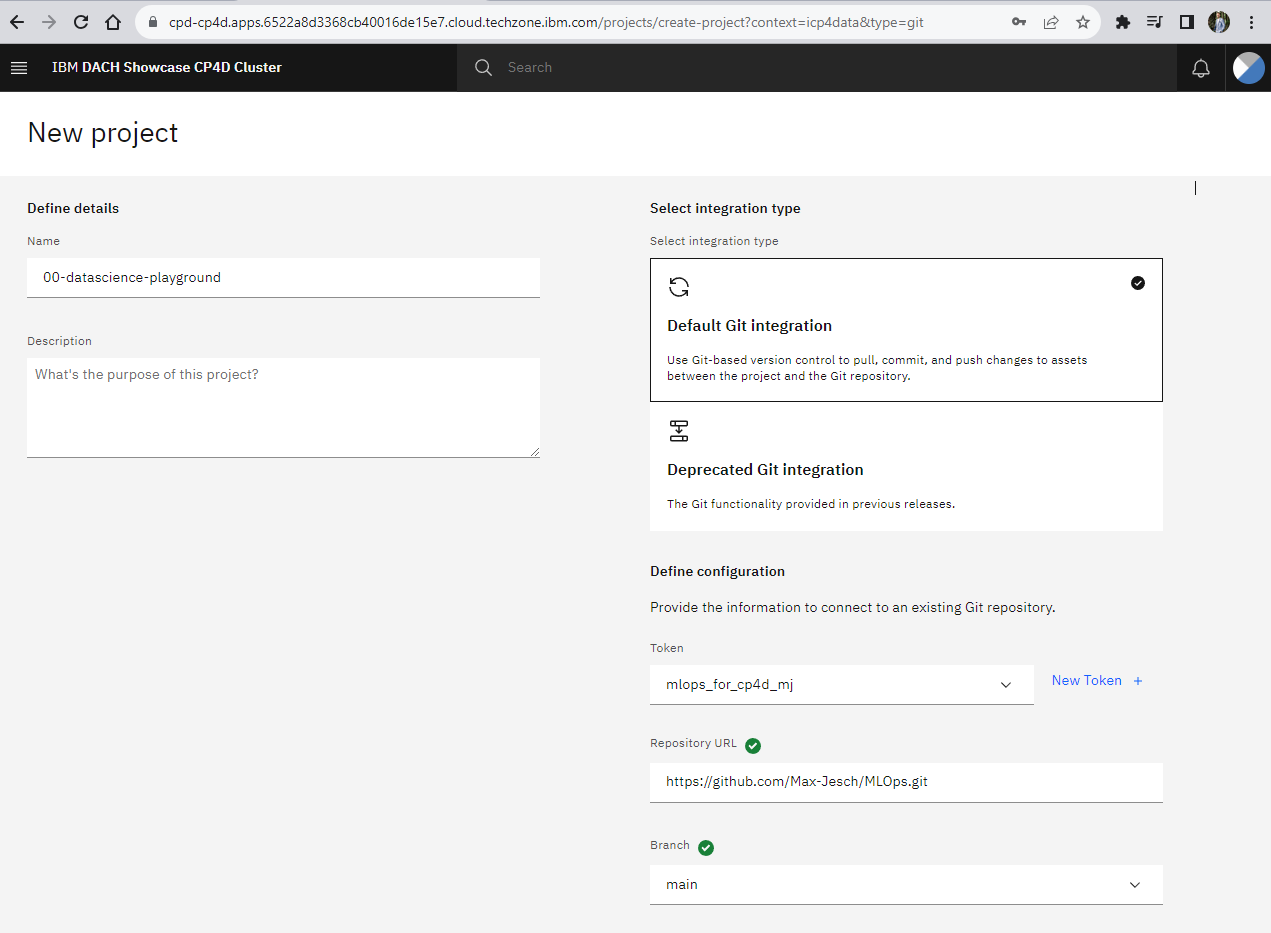 cpd-cp4d.apps.6522a8d3368cb40016de15e7.cloud.techzone.ibm.com/projects/create-project?context=icp4data&type=git
IBM DACH Showcase CP4D Cluster
Search
New project
Define details
Name
00-datascience-playground
Description
What's the purpose of this project?
Select integration type
Select integration type
Default Git integration
Use Git-based version control to pull, commit, and push changes to assets
between the project and the Git repository.
Deprecated Git integration
The Git functionality provided in previous releases.
Define configuration
Provide the information to connect to an existing Git repository.
Token
mlops_for_cp4d_mj
New Token +
Repository URL
https://github.com/Max-Jesch/MLOps.git
Branch
main